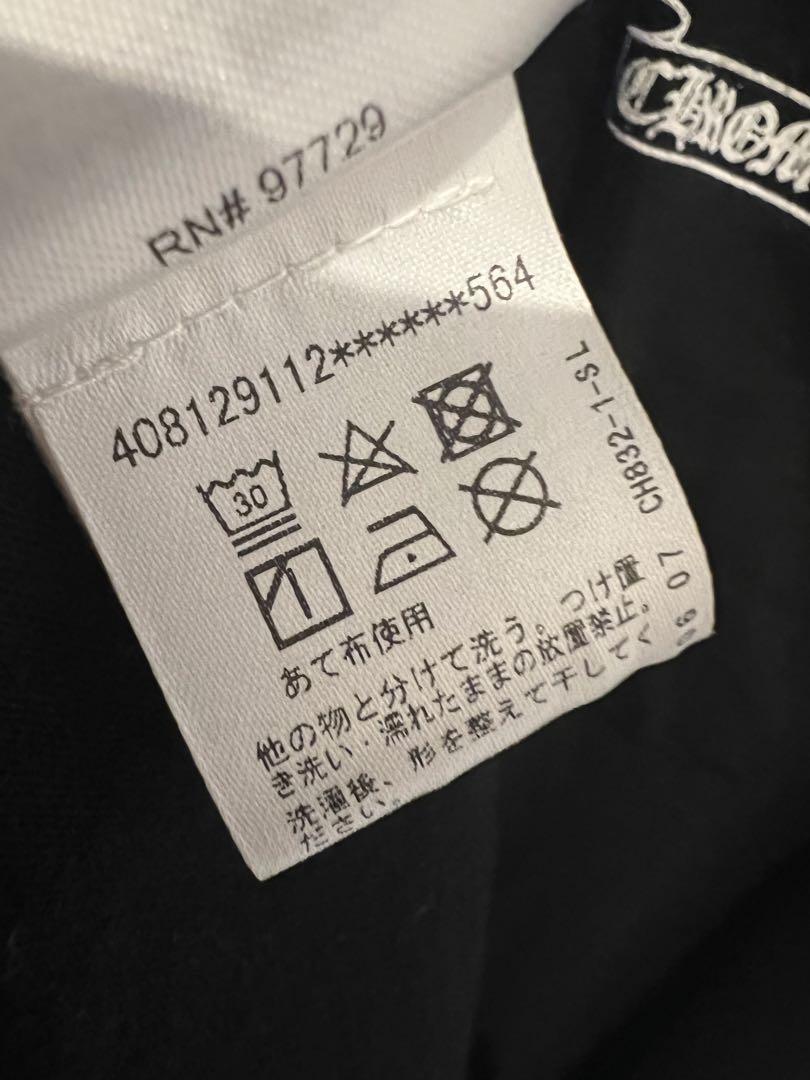 RN# 97729
408129112******564
30
あて布使用
他の物と分けて洗う。つけ置
き洗い・濡れたままの放置禁止。
洗濯後、形を整えて干してく
ださい。
CH832-1-SL
07